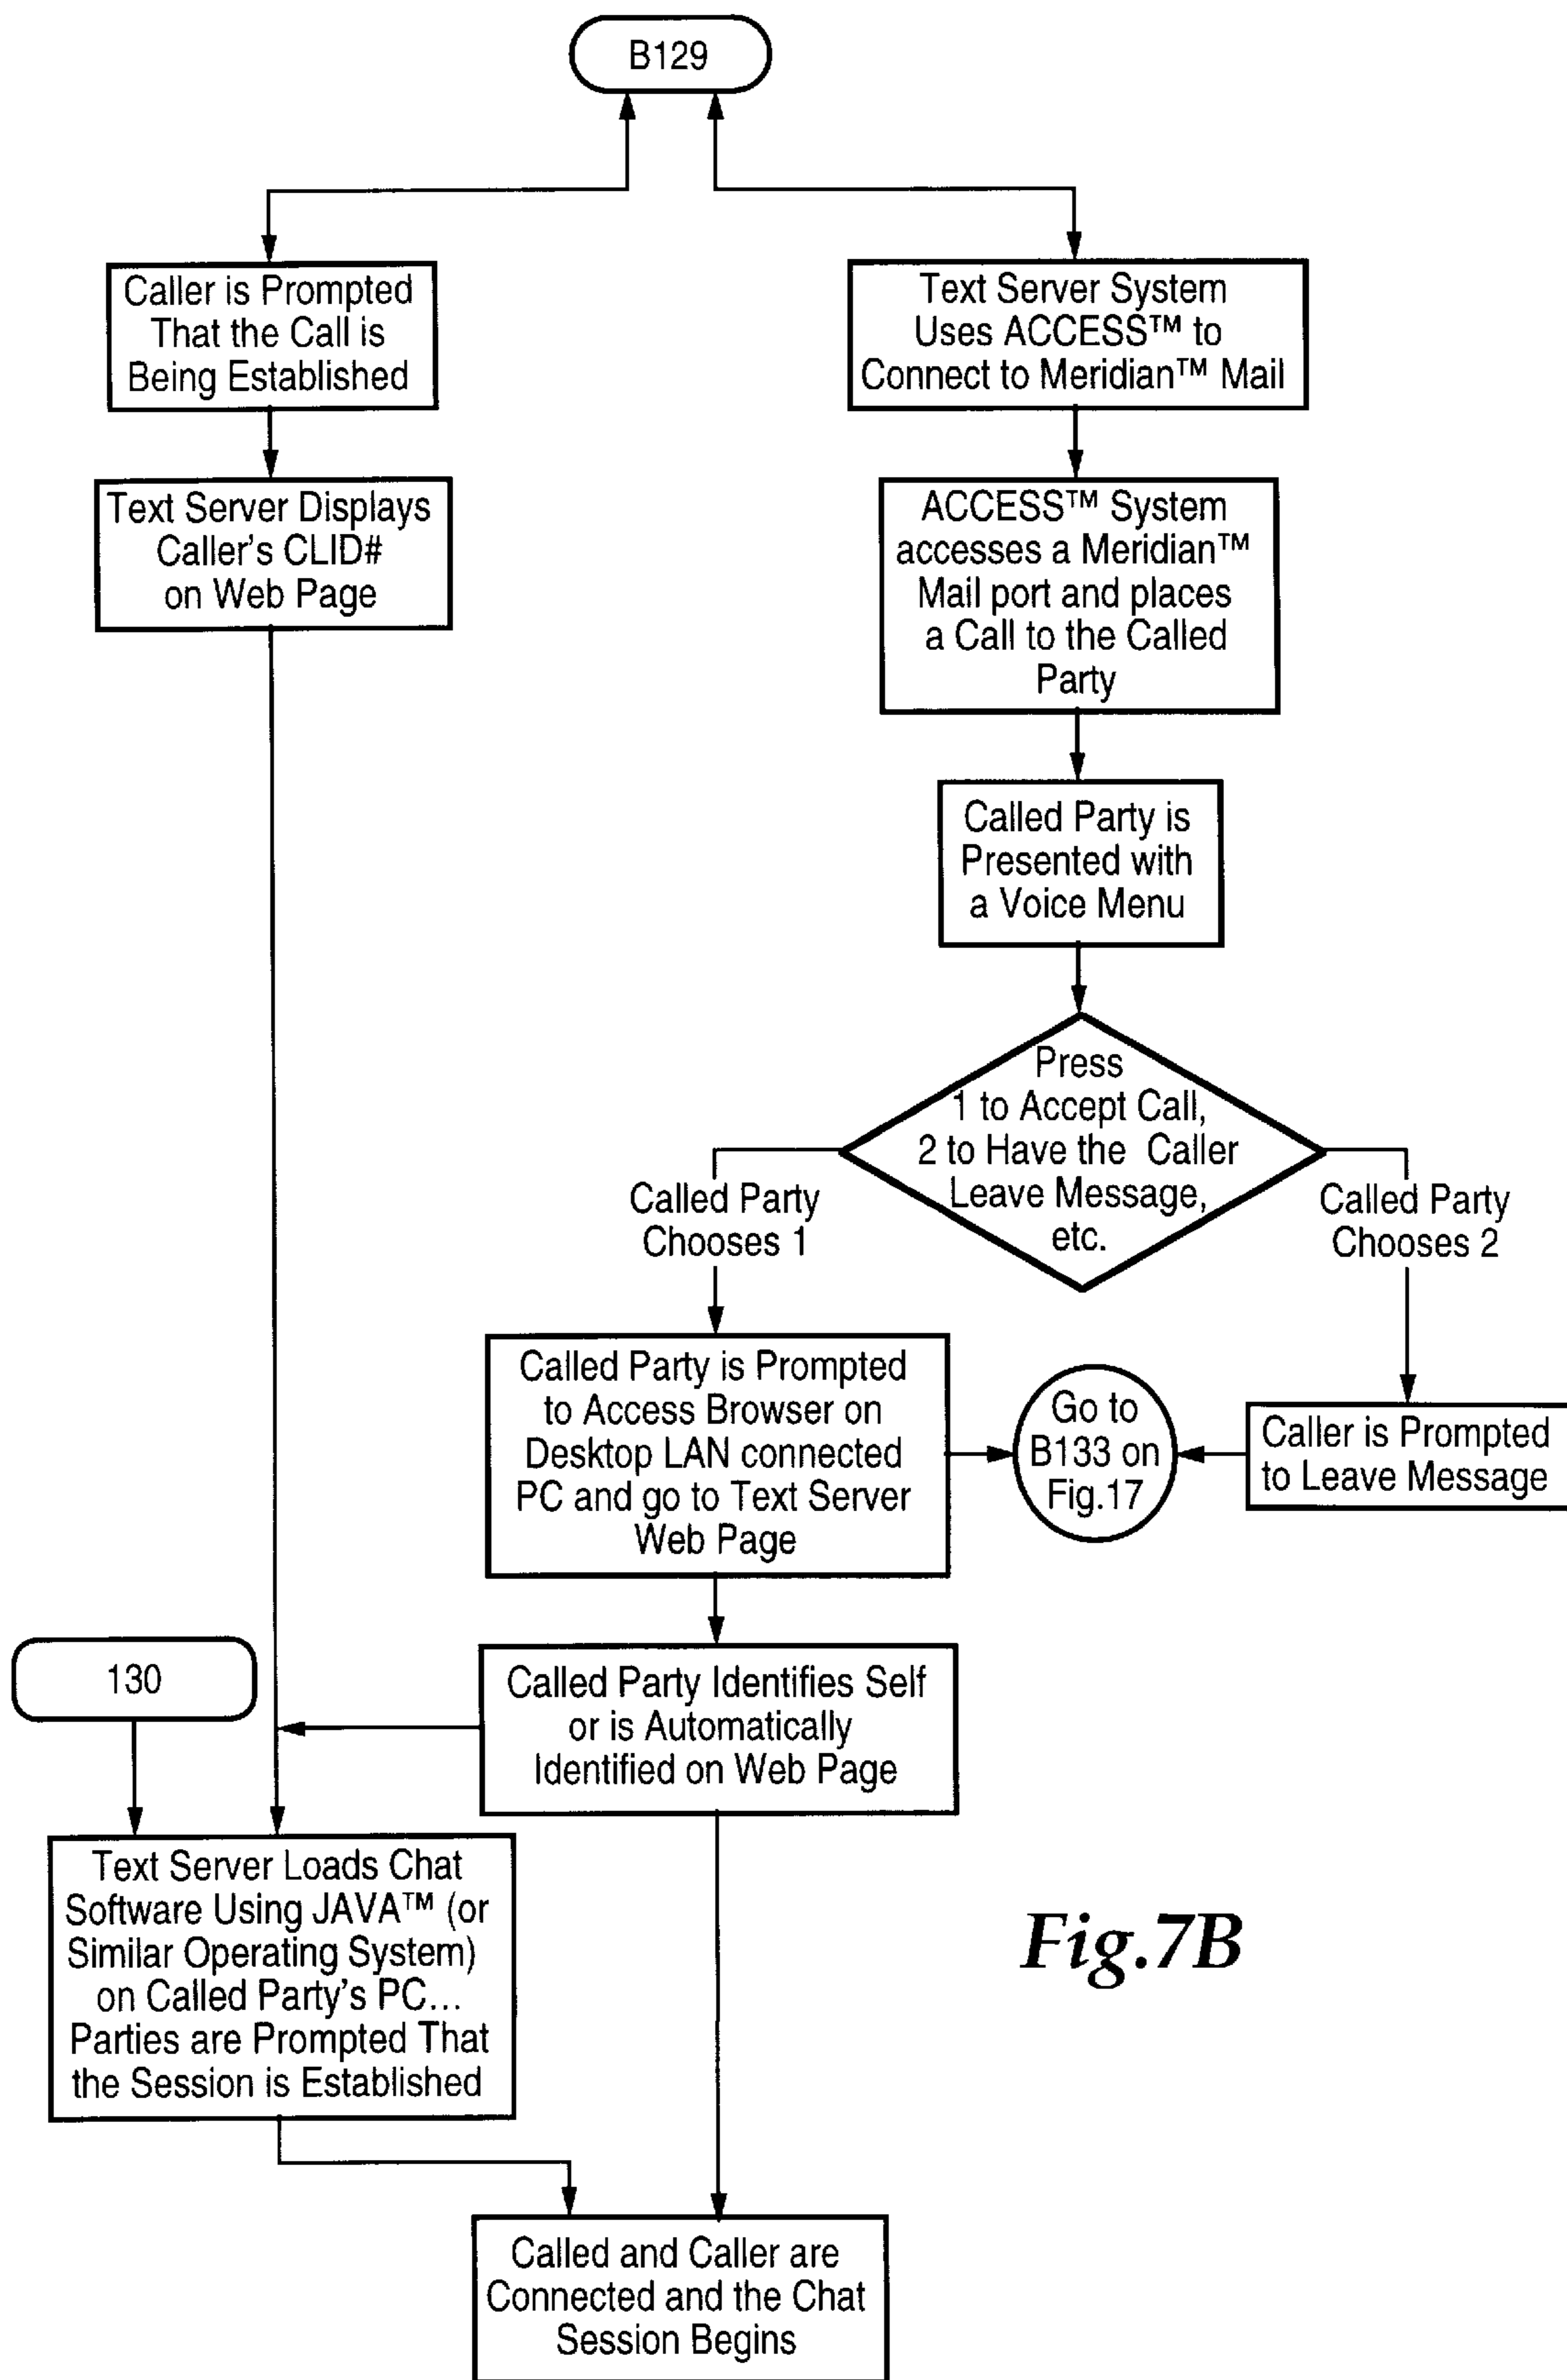 B129
Caller is Prompted
That the Call is
Being Established
Text Server System
Uses ACCESS™ to
Connect to Meridian™ Mail
Text Server Displays
Caller's CLID#
on Web Page
ACCESS™ System
accesses a Meridian™
Mail port and places
a Call to the Called
Party
Called Party is
Presented with
a Voice Menu
Press
1 to Accept Call,
2 to Have the Caller
Leave Message,
etc.
Called Party
Chooses 1
Called Party
Chooses 2
Called Party is Prompted
to Access Browser on
Desktop LAN connected
PC and go to Text Server
Web Page
Go to
B133 on
Fig.17
Caller is Prompted
to Leave Message
130
Called Party Identifies Self
or is Automatically
Identified on Web Page
Text Server Loads Chat
Software Using JAVA™ (or
Similar Operating System)
on Called Party's PC...
Parties are Prompted That
the Session is Established
Fig.7B
Called and Caller are
Connected and the Chat
Session Begins